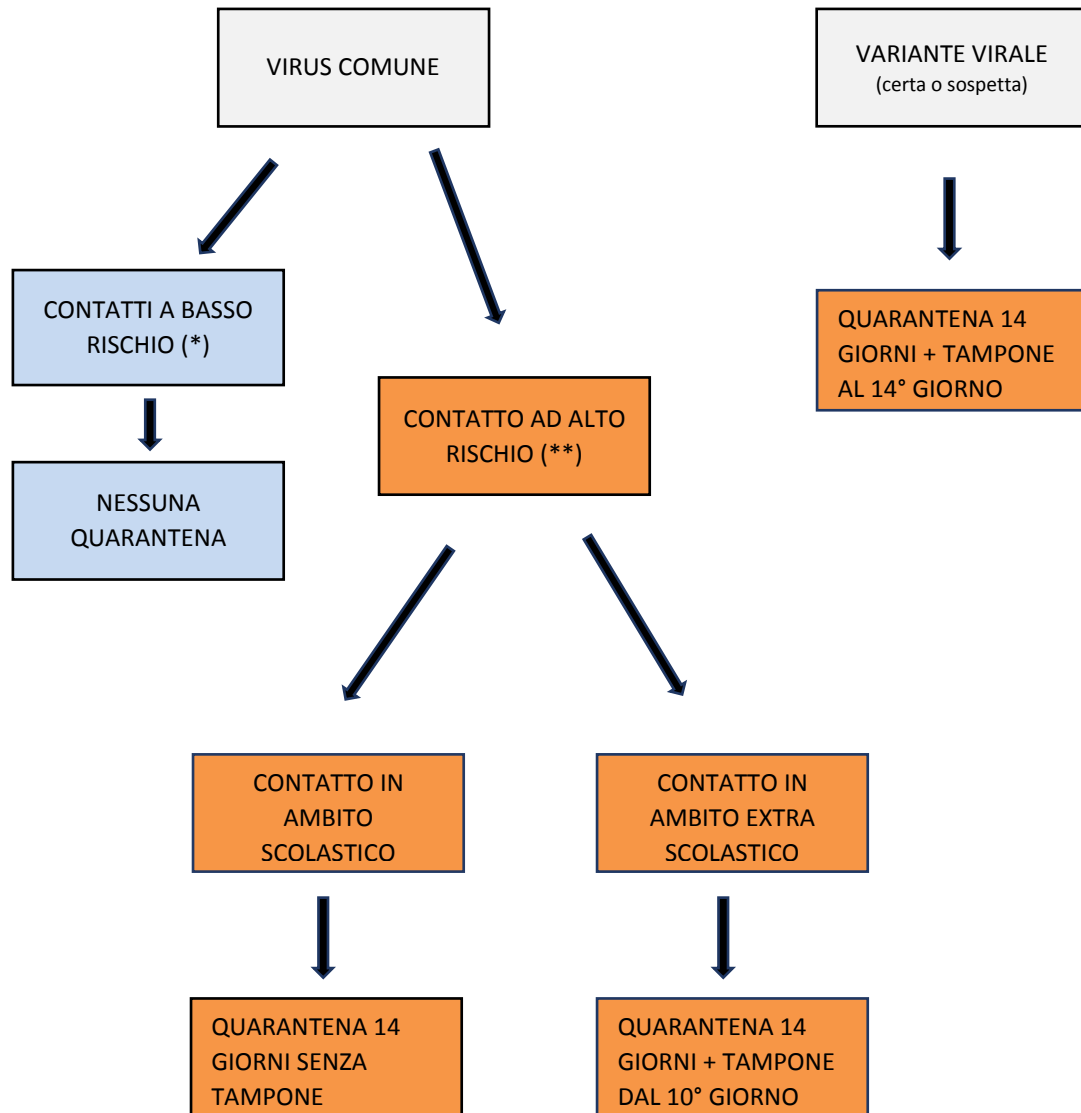 VIRUS COMUNE
VARIANTE VIRALE
(certa o sospetta)
CONTATTI A BASSO
RISCHIO (*)
QUARANTENA 14
GIORNI + TAMPONE
AL 14° GIORNO
CONTATTO AD ALTO
RISCHIO (**)
NESSUNA
QUARANTENA
CONTATTO IN
AMBITO
SCOLASTICO
CONTATTO IN
AMBITO EXTRA
SCOLASTICO
QUARANTENA 14
GIORNI SENZA
TAMPONE
QUARANTENA 14
GIORNI + TAMPONE
DAL 10° GIORNO